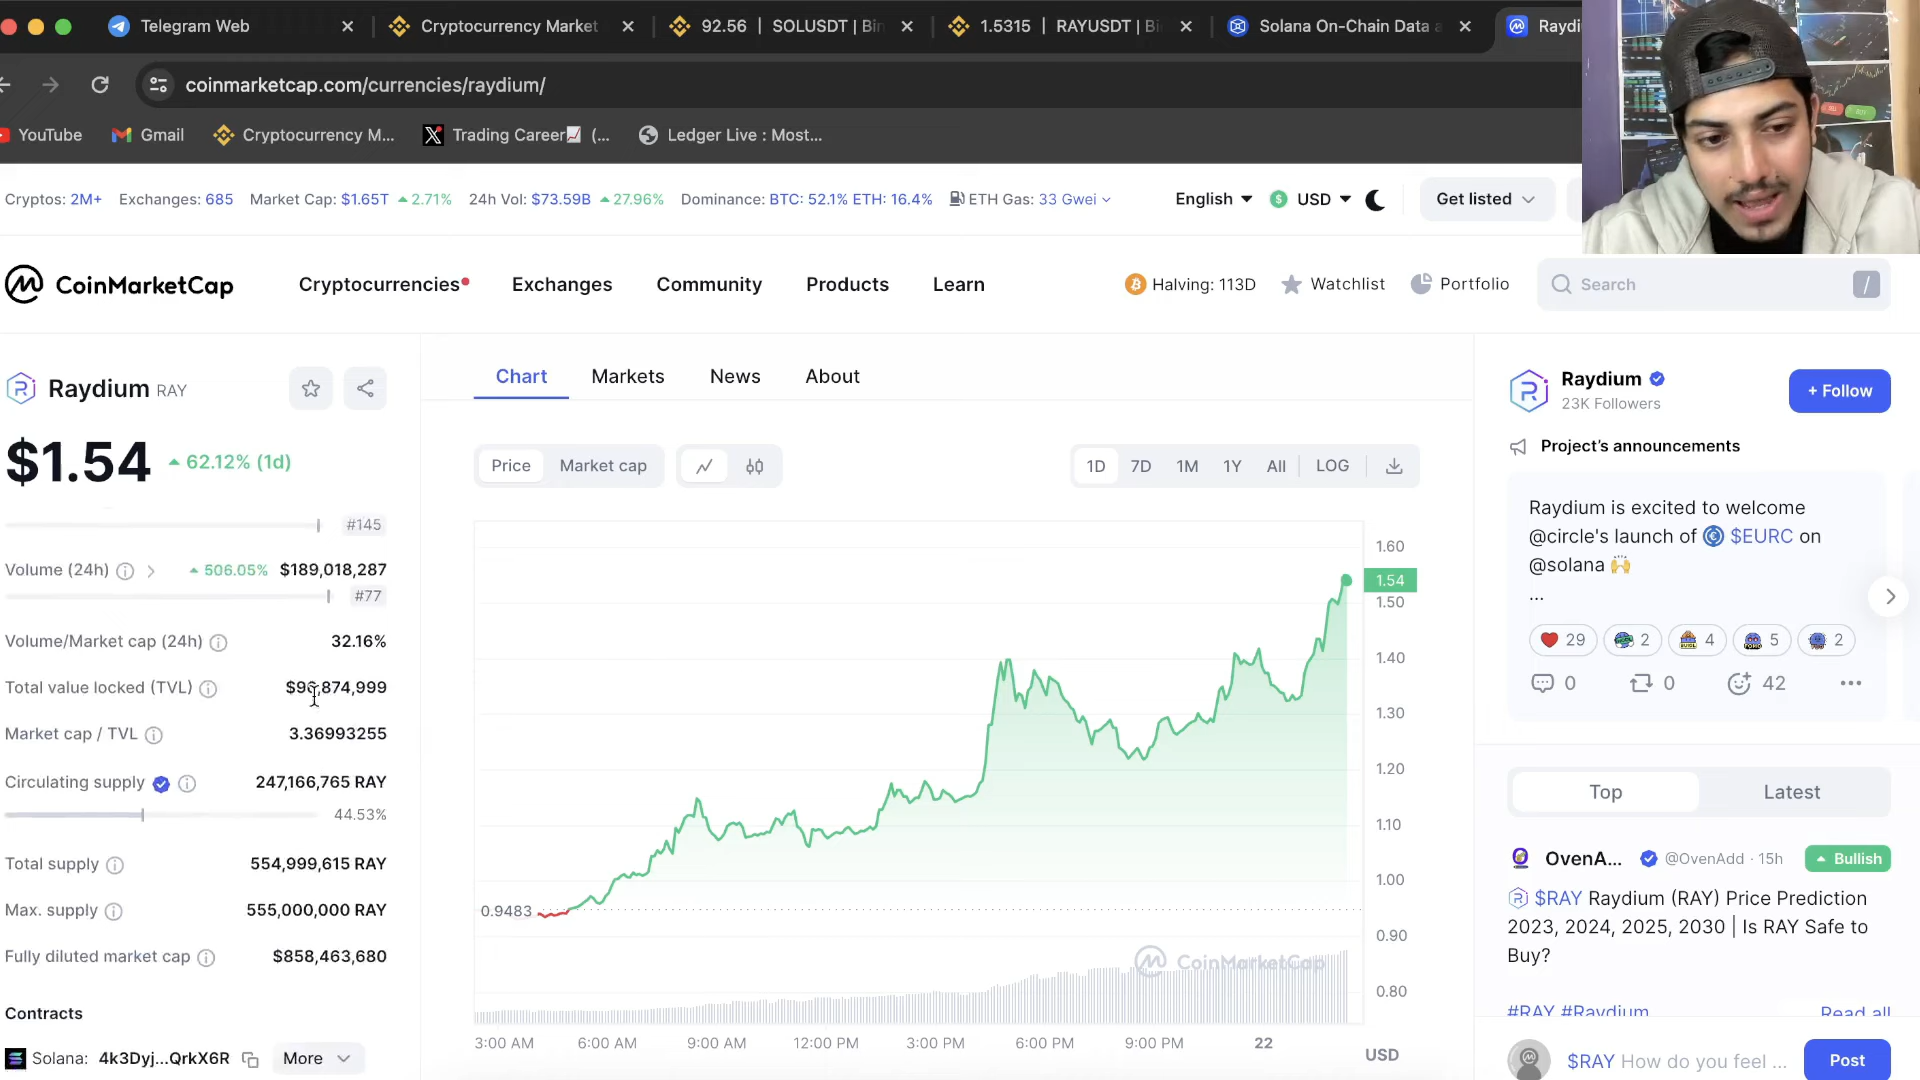 Telegram Web
Cryptocurrency Market
92.56 | SOLUSDT | Bin
1.5315 | RAYUSDT | Bi
Solana On-Chain Data a
Raydi
coinmarketcap.com/currencies/raydium/
YouTube
Gmail
Cryptocurrency M...
Trading Career📈 (...
Ledger Live : Most...
Cryptos: 2M+ Exchanges: 685 Market Cap: $1.65T 2.71% 24h Vol: $73.59B 27.96% Dominance: BTC: 52.1% ETH: 16.4% ETH Gas: 33 Gwei
English
USD
Get listed
CoinMarketCap
Cryptocurrencies
Exchanges
Community
Products
Learn
Halving: 113D
Watchlist
Portfolio
Search /
Raydium RAY
$1.54 62.12% (1d)
#145
Volume (24h) 506.05% $189,018,287
#77
Volume/Market cap (24h) 32.16%
Total value locked (TVL)
Market cap / TVL 3.36993255
Circulating supply 247,166,765 RAY
44.53%
Total supply 554,999,615 RAY
Max. supply 555,000,000 RAY
Fully diluted market cap $858,463,680
Contracts
Solana: 4k3Dyj...QrkX6R More
Chart
Markets
News
About
Price
Market cap
1D
7D
1M
1Y
All
LOG
1.60
1.54
1.50
1.40
1.30
1.20
1.10
1.00
0.9483
0.90
0.80
CoinMarketCap
3:00 AM
6:00 AM
9:00 AM
12:00 PM
3:00 PM
6:00 PM
9:00 PM
22
USD
Raydium
23K Followers
+ Follow
Project's announcements
Raydium is excited to welcome
@circle's launch of $EURC on
@solana 🙌
...
29
2
4
5
2
0
0
42
Top
Latest
OvenA... @OvenAdd · 15h Bullish
$RAY Raydium (RAY) Price Prediction
2023, 2024, 2025, 2030 | Is RAY Safe to
Buy?
#RAY #Raydium
Read all
$RAY How do you feel ...
Post